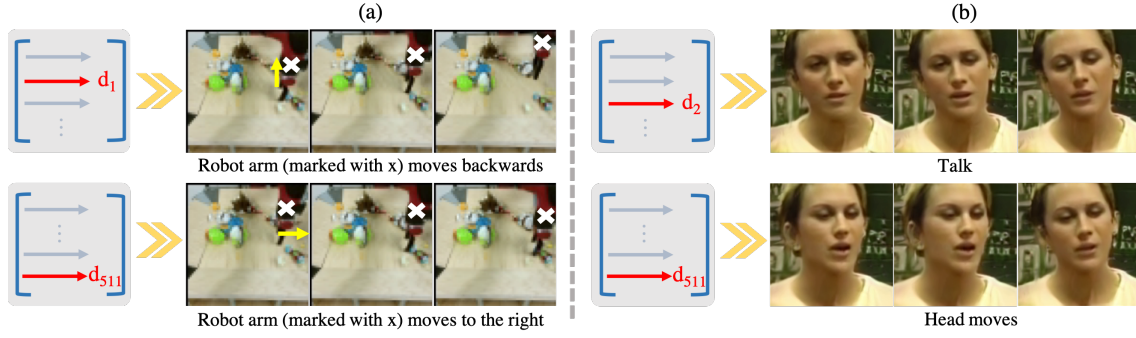 (a)
(b)
d1
d2
Robot arm (marked with x) moves backwards
Talk
d511
d511
Robot arm (marked with x) moves to the right
Head moves